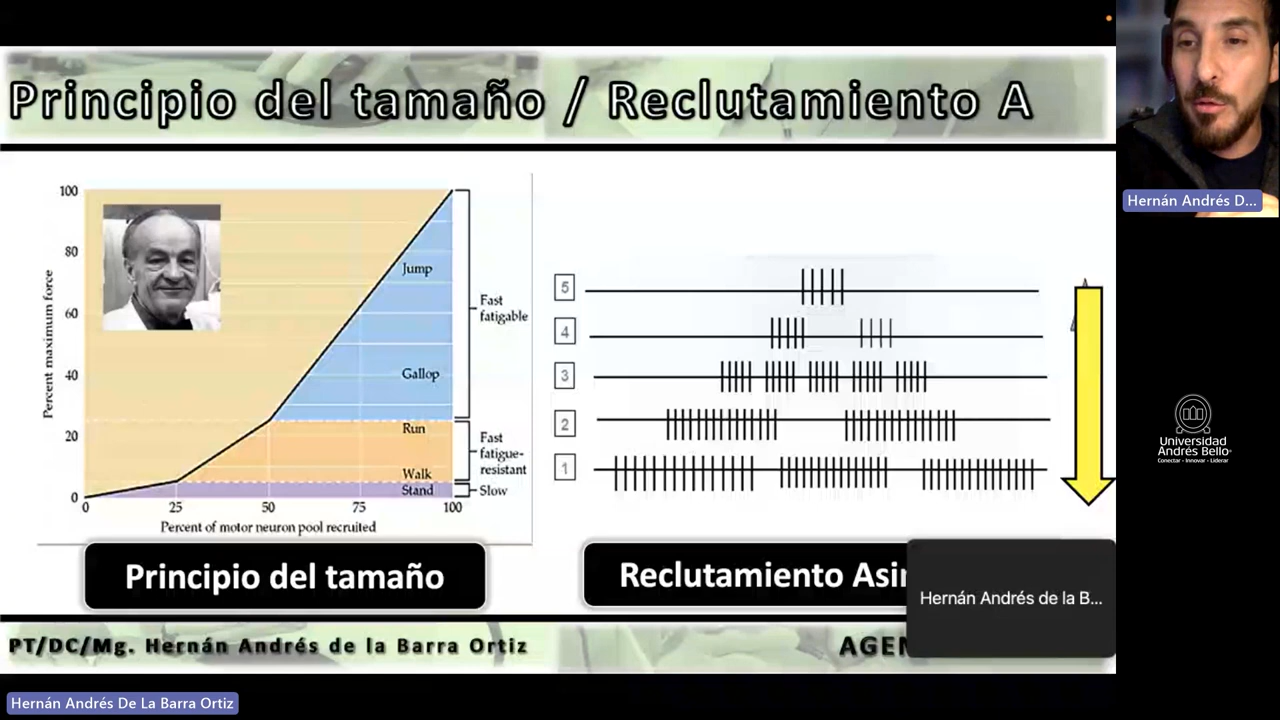 Principio del tamaño / Reclutamiento A
Hernán Andrés D...
Percent maximum force
100
80
60
40
20
0
Jump
Gallop
Run
Walk
Stand
Fast
fatigable
Fast
fatigue-
resistant
Slow
0 25 50 75 100
Percent of motor neuron pool recruited
5
4
3
2
1
Universidad
Andrés Bello
Conectar - Innovar - Liderar
Principio del tamaño
Reclutamiento Asin
Hernán Andrés de la B...
PT/DC/Mg. Hernán Andrés de la Barra Ortiz
AGEN
Hernán Andrés De La Barra Ortiz